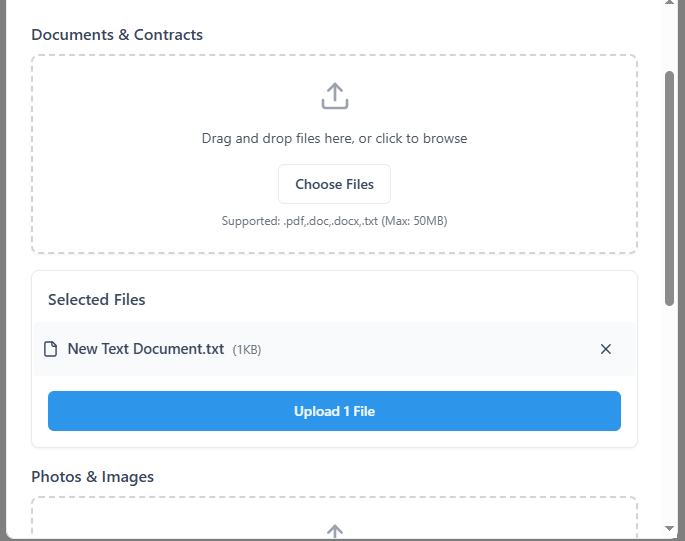 Documents & Contracts
Drag and drop files here, or click to browse
Choose Files
Supported: .pdf,.doc,.docx,.txt (Max: 50MB)
Selected Files
New Text Document.txt (1KB)
Upload 1 File
Photos & Images